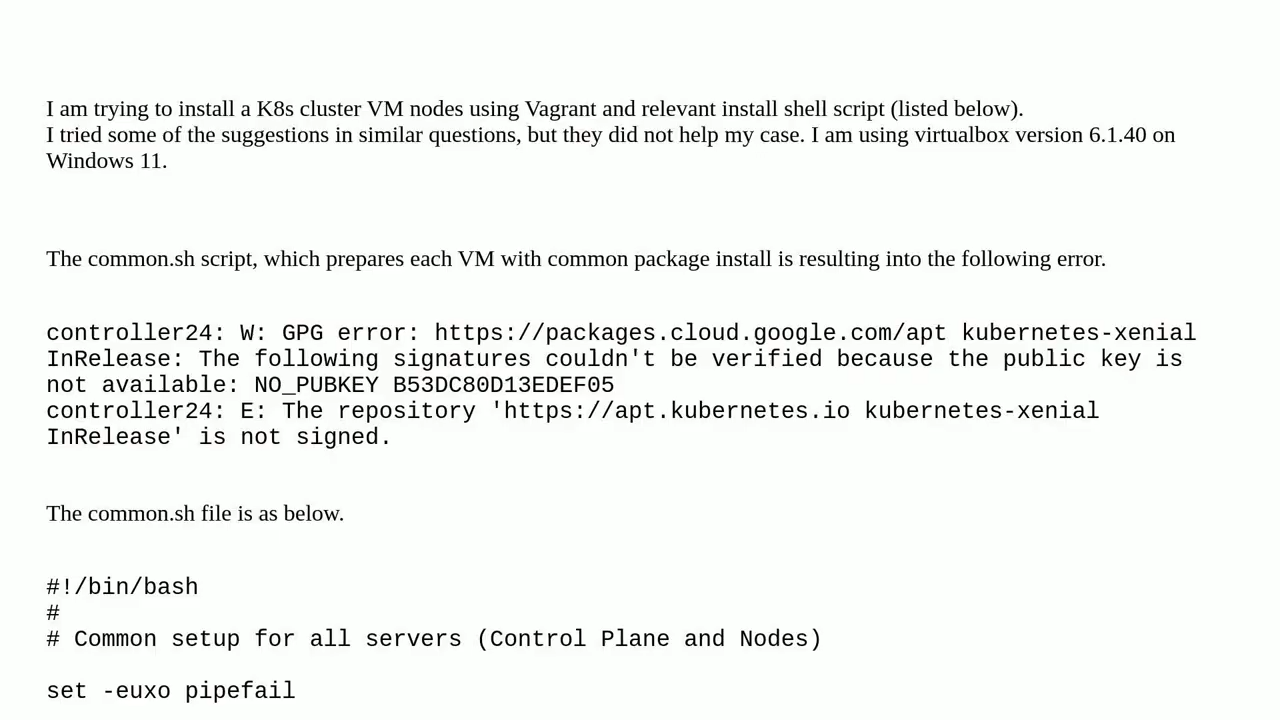 I am trying to install a K8s cluster VM nodes using Vagrant and relevant install shell script (listed below).
I tried some of the suggestions in similar questions, but they did not help my case. I am using virtualbox version 6.1.40 on
Windows 11.
The common.sh script, which prepares each VM with common package install is resulting into the following error.
controller24: W: GPG error: https://packages.cloud.google.com/apt kubernetes-xenial
InRelease: The following signatures couldn't be verified because the public key is
not available: NO_PUBKEY B53DC80D13EDEF05
controller24: E: The repository 'https://apt.kubernetes.io kubernetes-xenial
InRelease' is not signed.
The common.sh file is as below.
#!/bin/bash
#
# Common setup for all servers (Control Plane and Nodes)
set -euxo pipefail